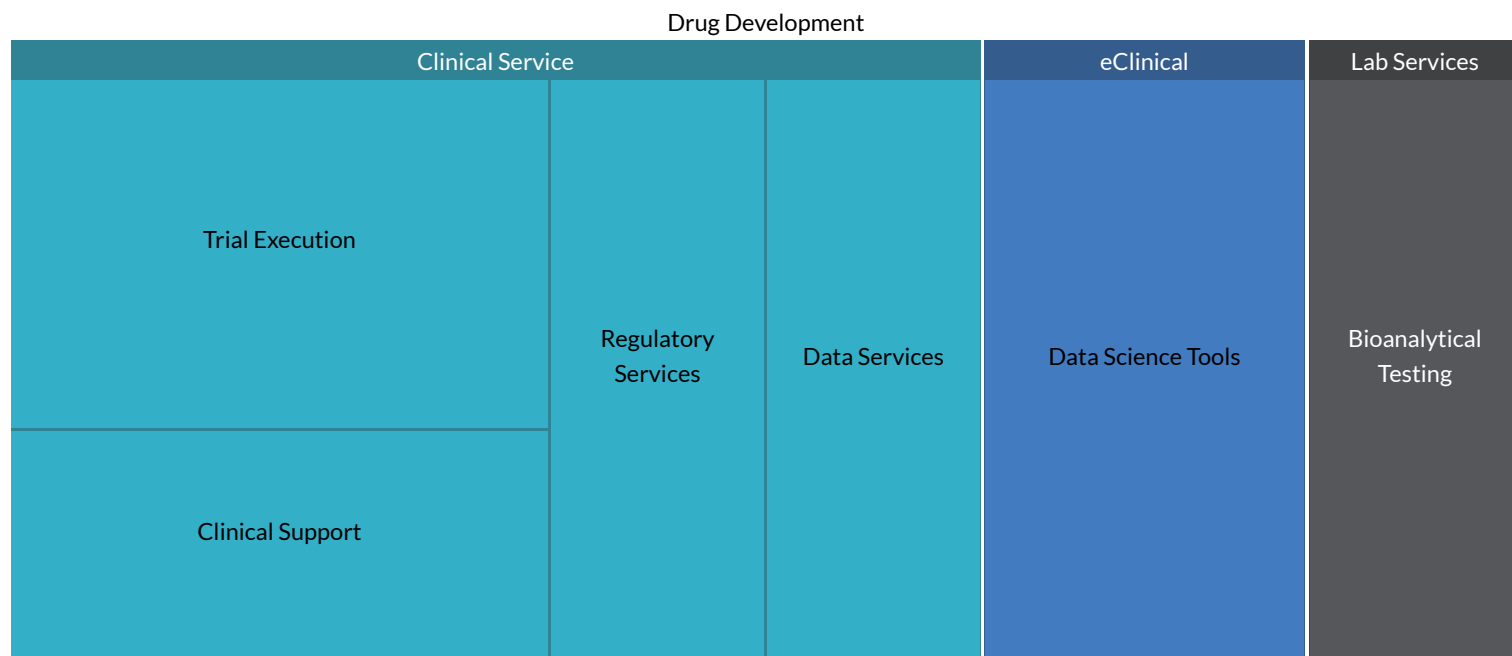 Drug Development
Clinical Service
eClinical
Lab Services
Trial Execution
Clinical Support
Regulatory
Services
Data Services
Data Science Tools
Bioanalytical
Testing